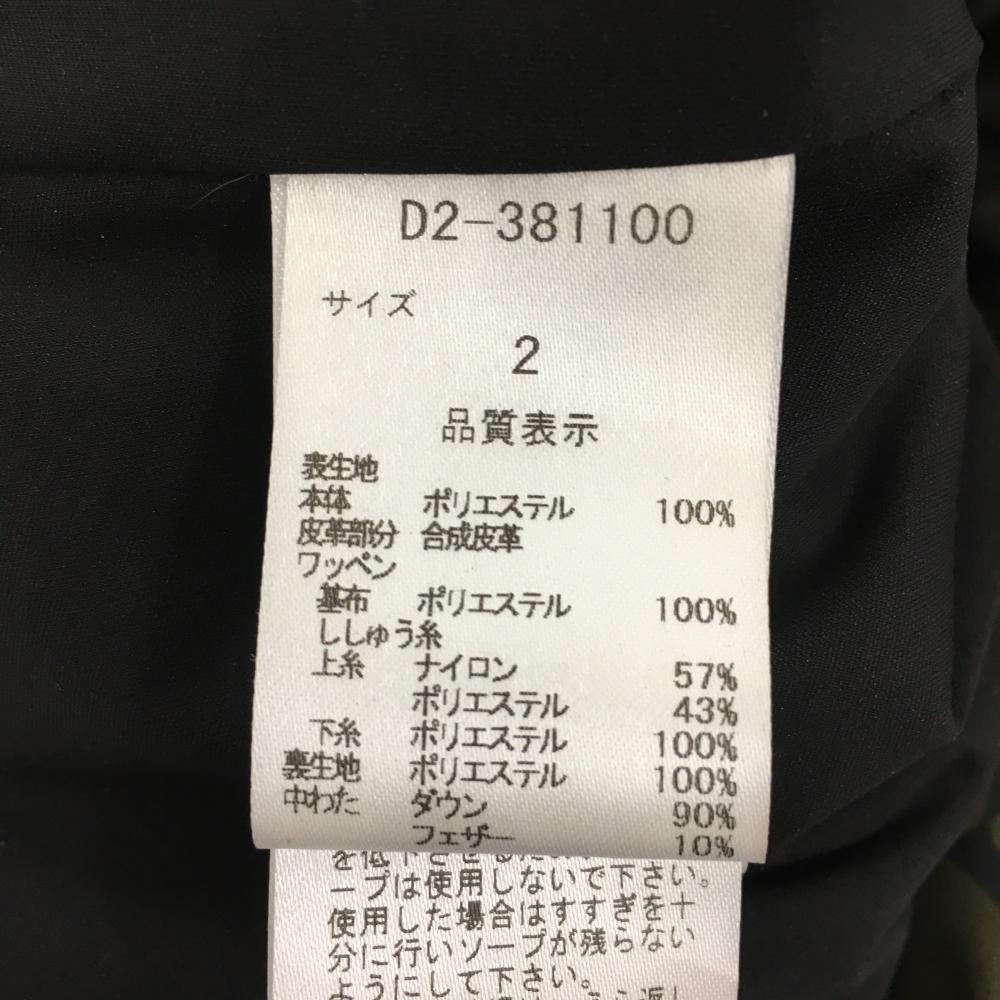 D2-381100
サイズ
2
品質表示
表生地
本体 ポリエステル 100%
皮革部分 合成皮革
ワッペン
基布 ポリエステル 100%
ししゅう糸
上糸 ナイロン 57%
ポリエステル 43%
下糸 ポリエステル 100%
裏生地 ポリエステル 100%
中わた ダウン 90%
フェザー 10%
ープは使用しないで下さい。
使用した場合はすすぎを十
分に行いソープが残らない
ようにして下さい。